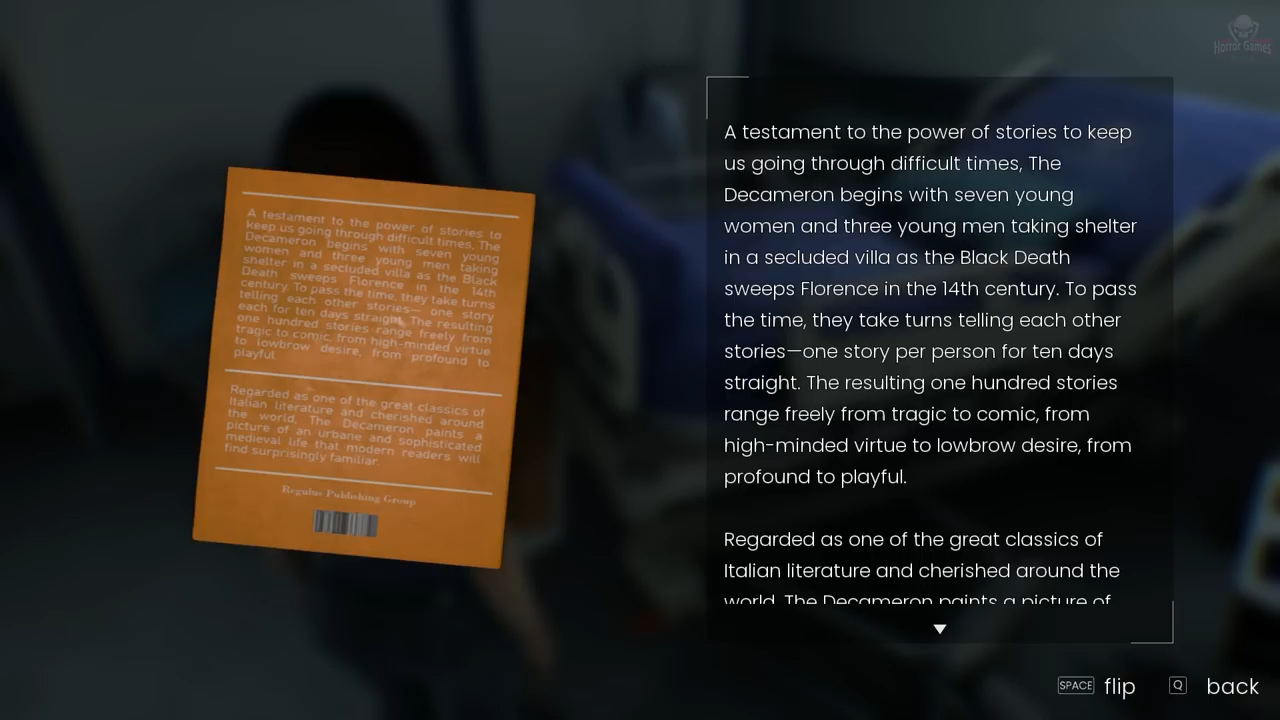 Horror Games
A testament to the power of stories to
keep us going through difficult times, The
Decameron begins with seven young
women and three young men taking
shelter in a secluded villa as the Black
Death sweeps Florence in the 14th
century. To pass the time, they take turns
telling each other stories— one story
each for ten days straight. The resulting
one hundred stories range freely from
tragic to comic, from high-minded virtue
to lowbrow desire, from profound to
playful.
Regarded as one of the great classics of
Italian literature and cherished around
the world, The Decameron paints a
picture of an urbane and sophisticated
medieval life that modern readers will
find surprisingly familiar.
Regulus Publishing Group
A testament to the power of stories to keep
us going through difficult times, The
Decameron begins with seven young
women and three young men taking shelter
in a secluded villa as the Black Death
sweeps Florence in the 14th century. To pass
the time, they take turns telling each other
stories—one story per person for ten days
straight. The resulting one hundred stories
range freely from tragic to comic, from
high-minded virtue to lowbrow desire, from
profound to playful.
Regarded as one of the great classics of
Italian literature and cherished around the
world. The Decameron paints a picture of
SPACE flip Q back